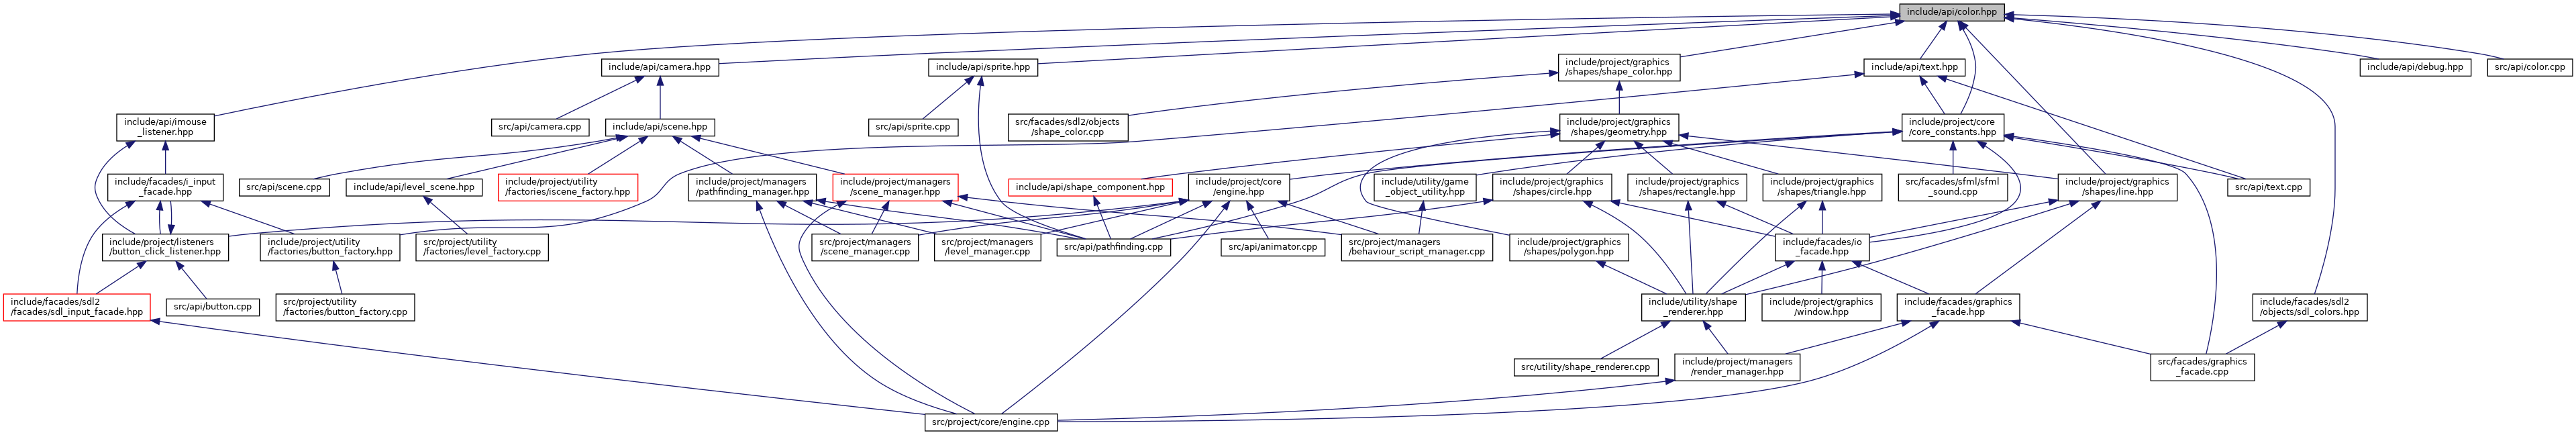 include/api/color.hpp
include/api/camera.hpp
include/api/sprite.hpp
include/project/graphics
/shapes/shape_color.hpp
include/api/text.hpp
include/api/debug.hpp
src/api/color.cpp
include/api/imouse
_listener.hpp
src/api/camera.cpp
include/api/scene.hpp
src/api/sprite.cpp
src/facades/sdl2/objects
/shape_color.cpp
include/project/graphics
/shapes/geometry.hpp
include/project/core
/core_constants.hpp
include/facades/i_input
_facade.hpp
src/api/scene.cpp
include/api/level_scene.hpp
include/project/utility
/factories/iscene_factory.hpp
include/project/managers
/pathfinding_manager.hpp
include/project/managers
/scene_manager.hpp
include/api/shape_component.hpp
include/project/core
/engine.hpp
include/utility/game
_object_utility.hpp
include/project/graphics
/shapes/circle.hpp
include/project/graphics
/shapes/rectangle.hpp
include/project/graphics
/shapes/triangle.hpp
src/facades/sfml/sfml
_sound.cpp
include/project/graphics
/shapes/line.hpp
src/api/text.cpp
include/project/listeners
/button_click_listener.hpp
include/project/utility
/factories/button_factory.hpp
src/project/utility
/factories/level_factory.cpp
src/project/managers
/scene_manager.cpp
src/project/managers
/level_manager.cpp
src/api/pathfinding.cpp
src/api/animator.cpp
src/project/managers
/behaviour_script_manager.cpp
include/project/graphics
/shapes/polygon.hpp
include/facades/io
_facade.hpp
include/facades/sdl2
/facades/sdl_input_facade.hpp
src/api/button.cpp
src/project/utility
/factories/button_factory.cpp
include/utility/shape
_renderer.hpp
include/project/graphics
/window.hpp
include/facades/graphics
_facade.hpp
include/facades/sdl2
/objects/sdl_colors.hpp
src/utility/shape_renderer.cpp
include/project/managers
/render_manager.hpp
src/facades/graphics
_facade.cpp
src/project/core/engine.cpp